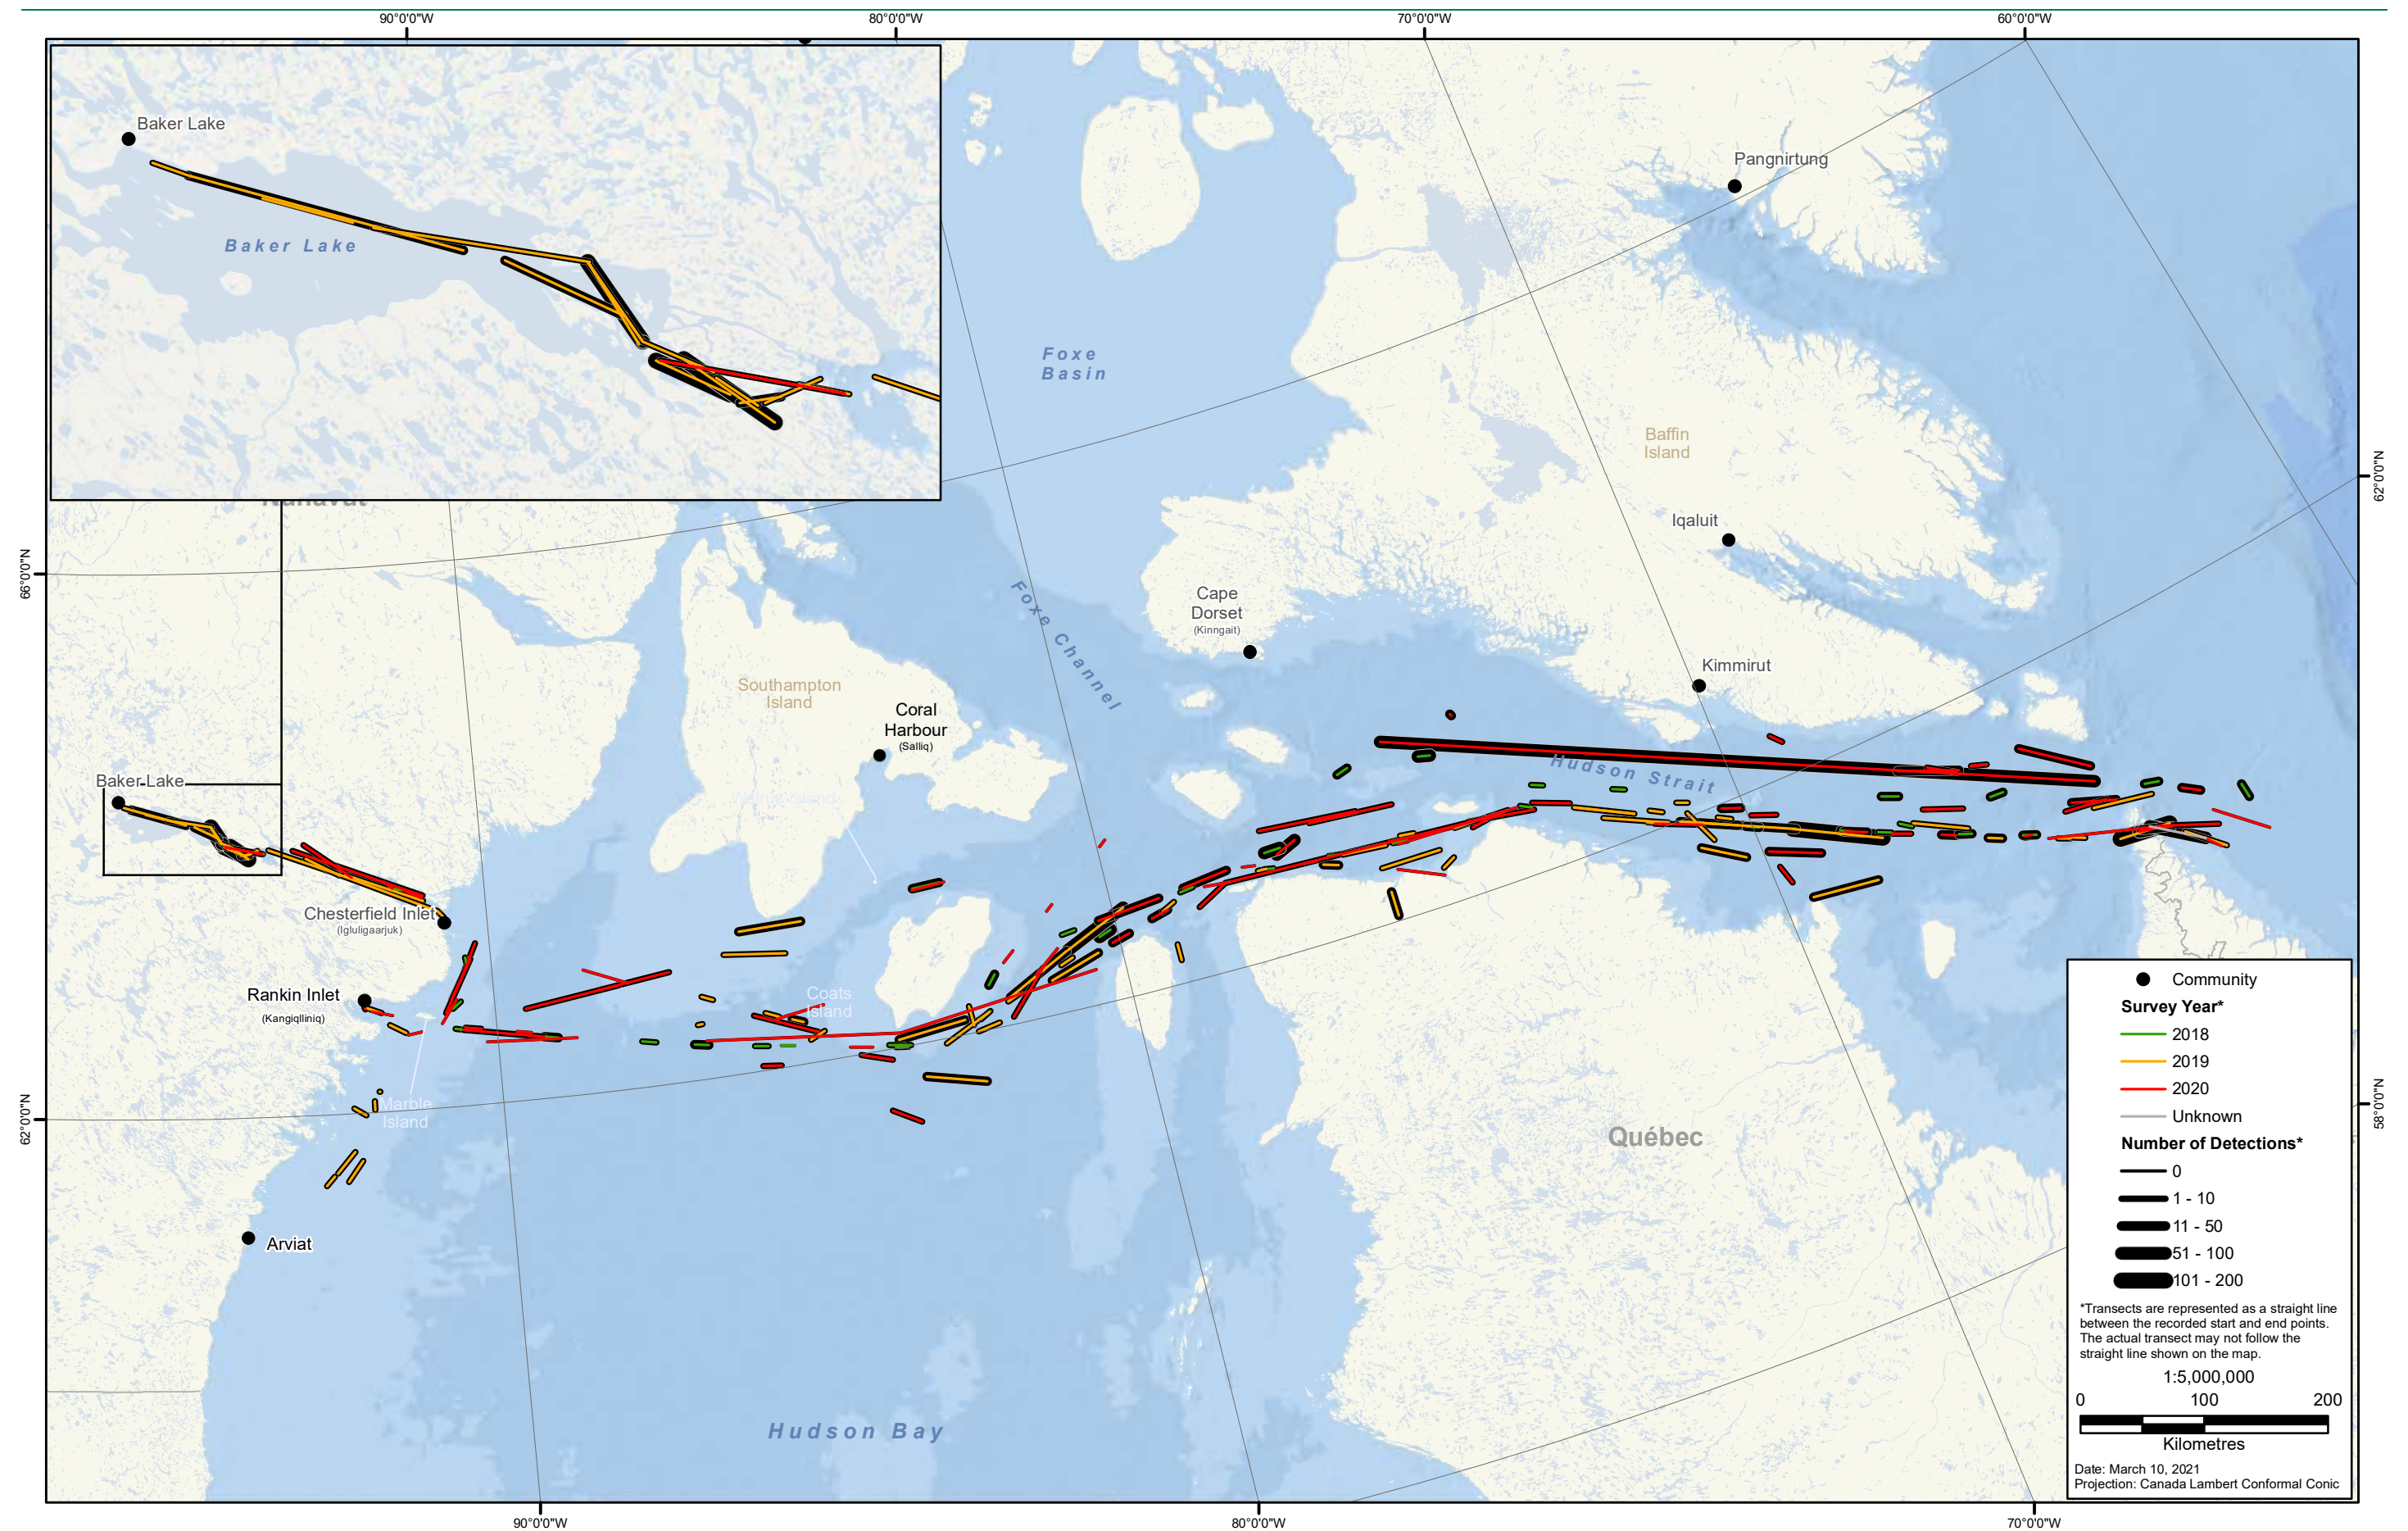 90°0'0"W
80°0'0"W
70°0'0"W
60°0'0"W
Baker Lake
Baker Lake
Pangnirtung
Foxe
Basin
Baffin
Island
62°0'0"N
Iqaluit
66°0'0"N
Foxe Channel
Cape
Dorset
(Kinngait)
Kimmirut
Southampton
Island
Coral
Harbour
(Salliq)
Hudson Strait
Baker Lake
Chesterfield Inlet
(Igluligaarjuk)
Rankin Inlet
(Kangiqlliniq)
Coats
Island
Marble
Island
62°0'0"N
58°0'0"N
Québec
Arviat
Hudson Bay
Community
Survey Year*
2018
2019
2020
Unknown
Number of Detections*
0
1 - 10
11 - 50
51 - 100
101 - 200
*Transects are represented as a straight line
between the recorded start and end points.
The actual transect may not follow the
straight line shown on the map.
1:5,000,000
0 100 200
Kilometres
Date: March 10, 2021
Projection: Canada Lambert Conformal Conic
90°0'0"W
80°0'0"W
70°0'0"W